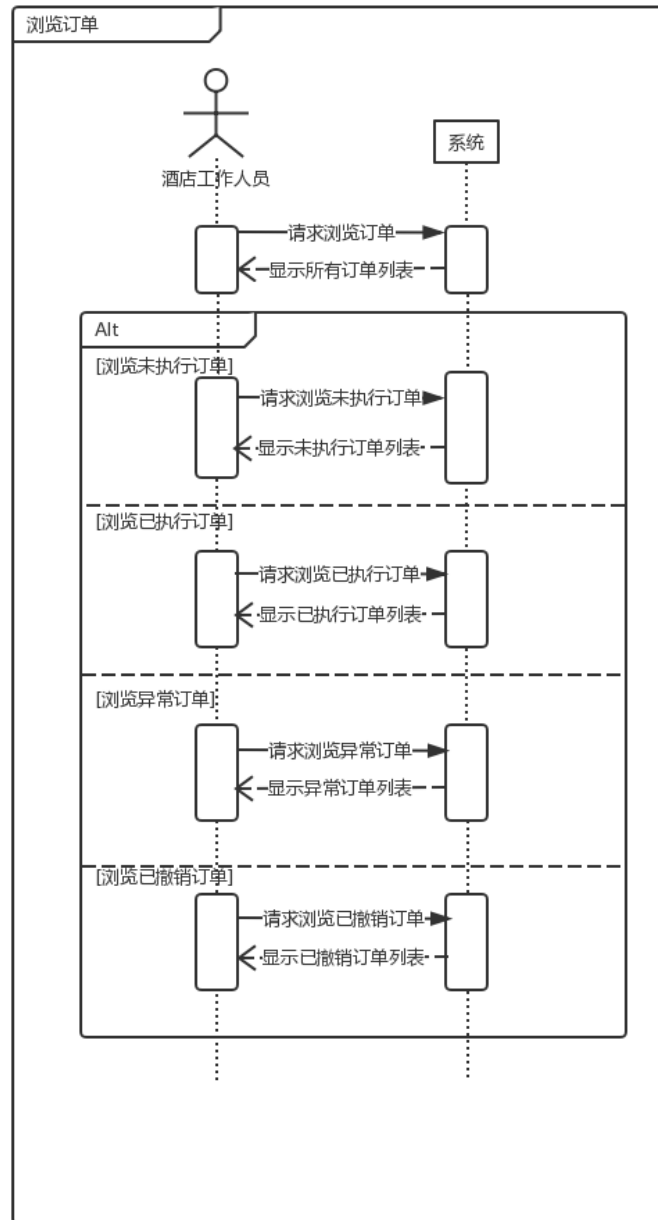 浏览订单
系统
酒店工作人员
请求浏览订单
显示所有订单列表
Alt
[浏览未执行订单]
请求浏览未执行订单
显示未执行订单列表
[浏览已执行订单]
请求浏览已执行订单
显示已执行订单列表
[浏览异常订单]
请求浏览异常订单
显示异常订单列表
[浏览已撤销订单]
请求浏览已撤销订单
显示已撤销订单列表